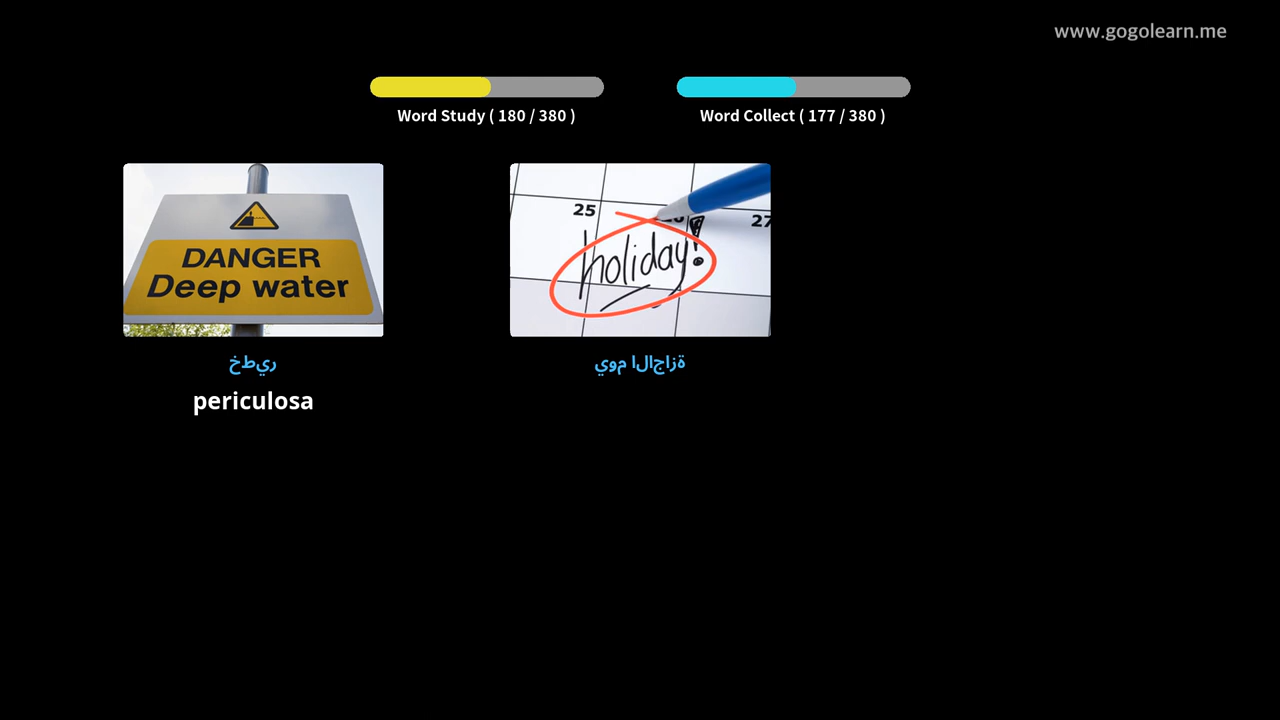 www.gogolearn.me
Word Study ( 180 / 380 )
Word Collect ( 177 / 380 )
DANGER
Deep water
25
27
holiday!
خطير
يوم الاجازة
periculosa